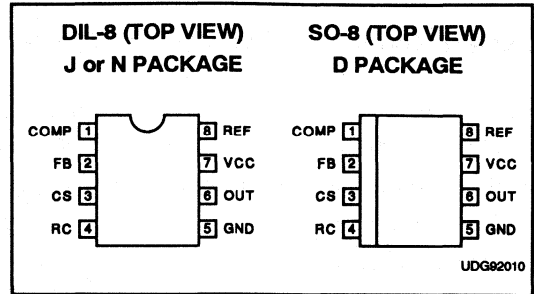 DIL-8 (TOP VIEW)
J or N PACKAGE
COMP 1
8 REF
FB 2
7 VCC
CS 3
6 OUT
RC 4
5 GND
SO-8 (TOP VIEW)
D PACKAGE
COMP 1
8 REF
FB 2
7 VCC
CS 3
6 OUT
RC 4
5 GND
UDG92010